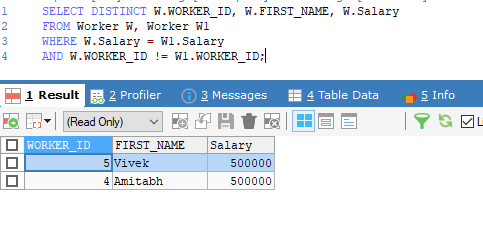 1 SELECT DISTINCT W.WORKER_ID, W.FIRST_NAME, W.Salary
2 FROM Worker W, Worker W1
3 WHERE W.Salary = W1.Salary
4 AND W.WORKER_ID != W1.WORKER_ID;
1 Result 2 Profiler 3 Messages 4 Table Data 5 Info
(Read Only)
WORKER_ID FIRST_NAME Salary
5 Vivek 500000
4 Amitabh 500000